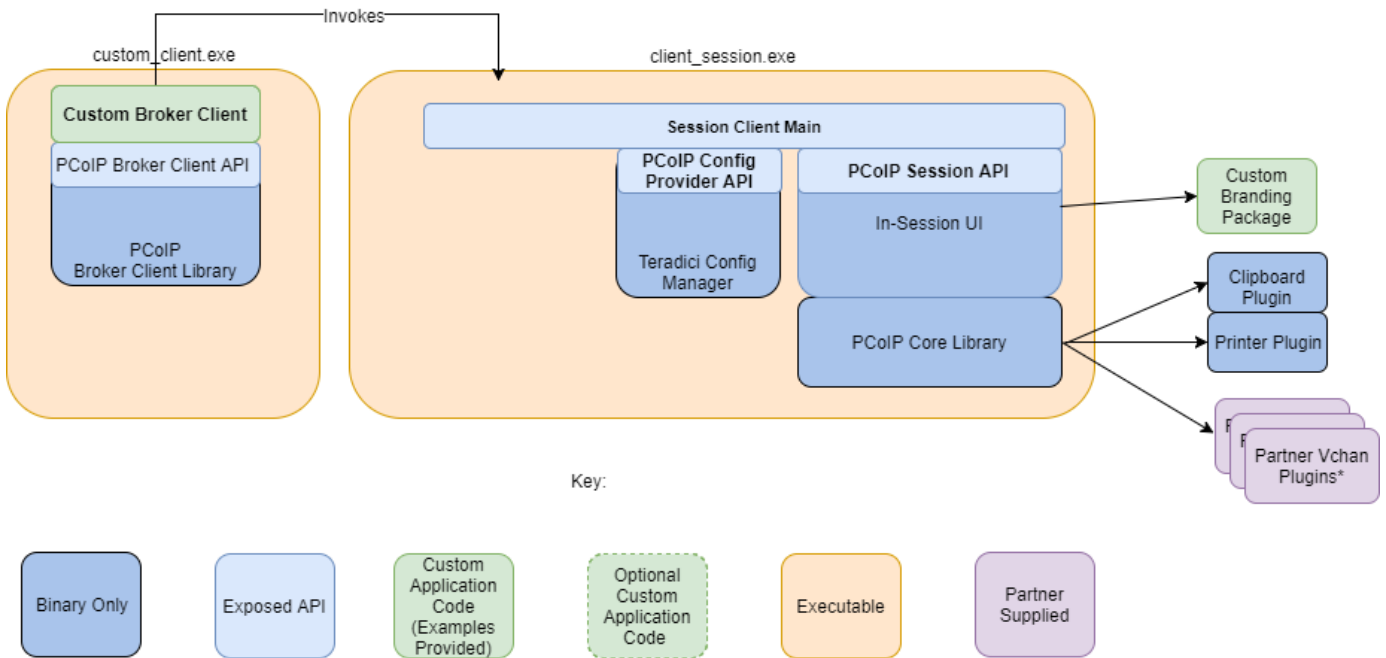 Invokes
custom_client.exe
client_session.exe
Custom Broker Client
PCoIP Broker Client API
PCoIP
Broker Client Library
Session Client Main
PCoIP Config
Provider API
Teradici Config
Manager
PCoIP Session API
In-Session UI
PCoIP Core Library
Custom
Branding
Package
Clipboard
Plugin
Printer Plugin
Partner Vchan
Plugins*
Key:
Binary Only
Exposed API
Custom
Application
Code
(Examples
Provided)
Optional
Custom
Application
Code
Executable
Partner
Supplied